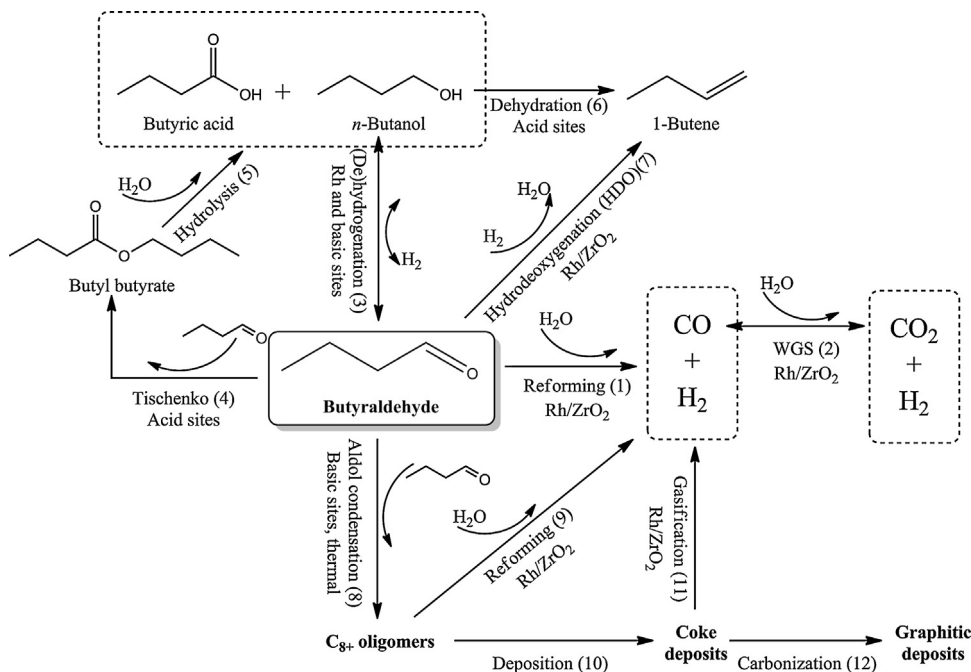 O
OH
+
OH
Butyric acid
n-Butanol
Dehydration (6)
Acid sites
1-Butene
H2O
Hydrolysis (5)
O
O
Butyl butyrate
(De)hydrogenation (3)
Rh and basic sites
H2
H2O
H2
Hydrodeoxygenation (HDO)(7)
Rh/ZrO2
O
Tischenko (4)
Acid sites
O
Butyraldehyde
H2O
Reforming (1)
Rh/ZrO2
CO
+
H2
H2O
WGS (2)
Rh/ZrO2
CO2
+
H2
Aldol condensation (8)
Basic sites, thermal
O
H2O
Reforming (9)
Rh/ZrO2
Gasification (11)
Rh/ZrO2
C8+ oligomers
Deposition (10)
Coke
deposits
Carbonization (12)
Graphitic
deposits